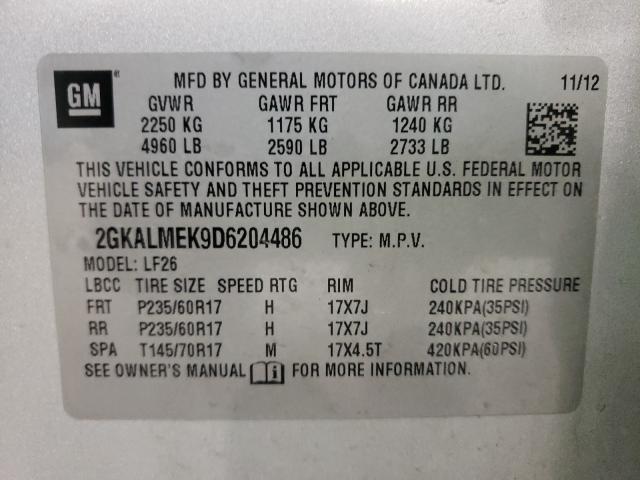 GM
MFD BY GENERAL MOTORS OF CANADA LTD. 11/12
GVWR GAWR FRT GAWR RR
2250 KG 1175 KG 1240 KG
4960 LB 2590 LB 2733 LB
THIS VEHICLE CONFORMS TO ALL APPLICABLE U.S. FEDERAL MOTOR
VEHICLE SAFETY AND THEFT PREVENTION STANDARDS IN EFFECT ON
THE DATE OF MANUFACTURE SHOWN ABOVE.
2GKALMEK9D6204486 TYPE: M.P.V.
MODEL: LF26
LBCC TIRE SIZE SPEED RTG RIM COLD TIRE PRESSURE
FRT P235/60R17 H 17X7J 240KPA(35PSI)
RR P235/60R17 H 17X7J 240KPA(35PSI)
SPA T145/70R17 M 17X4.5T 420KPA(60PSI)
SEE OWNER'S MANUAL i FOR MORE INFORMATION.